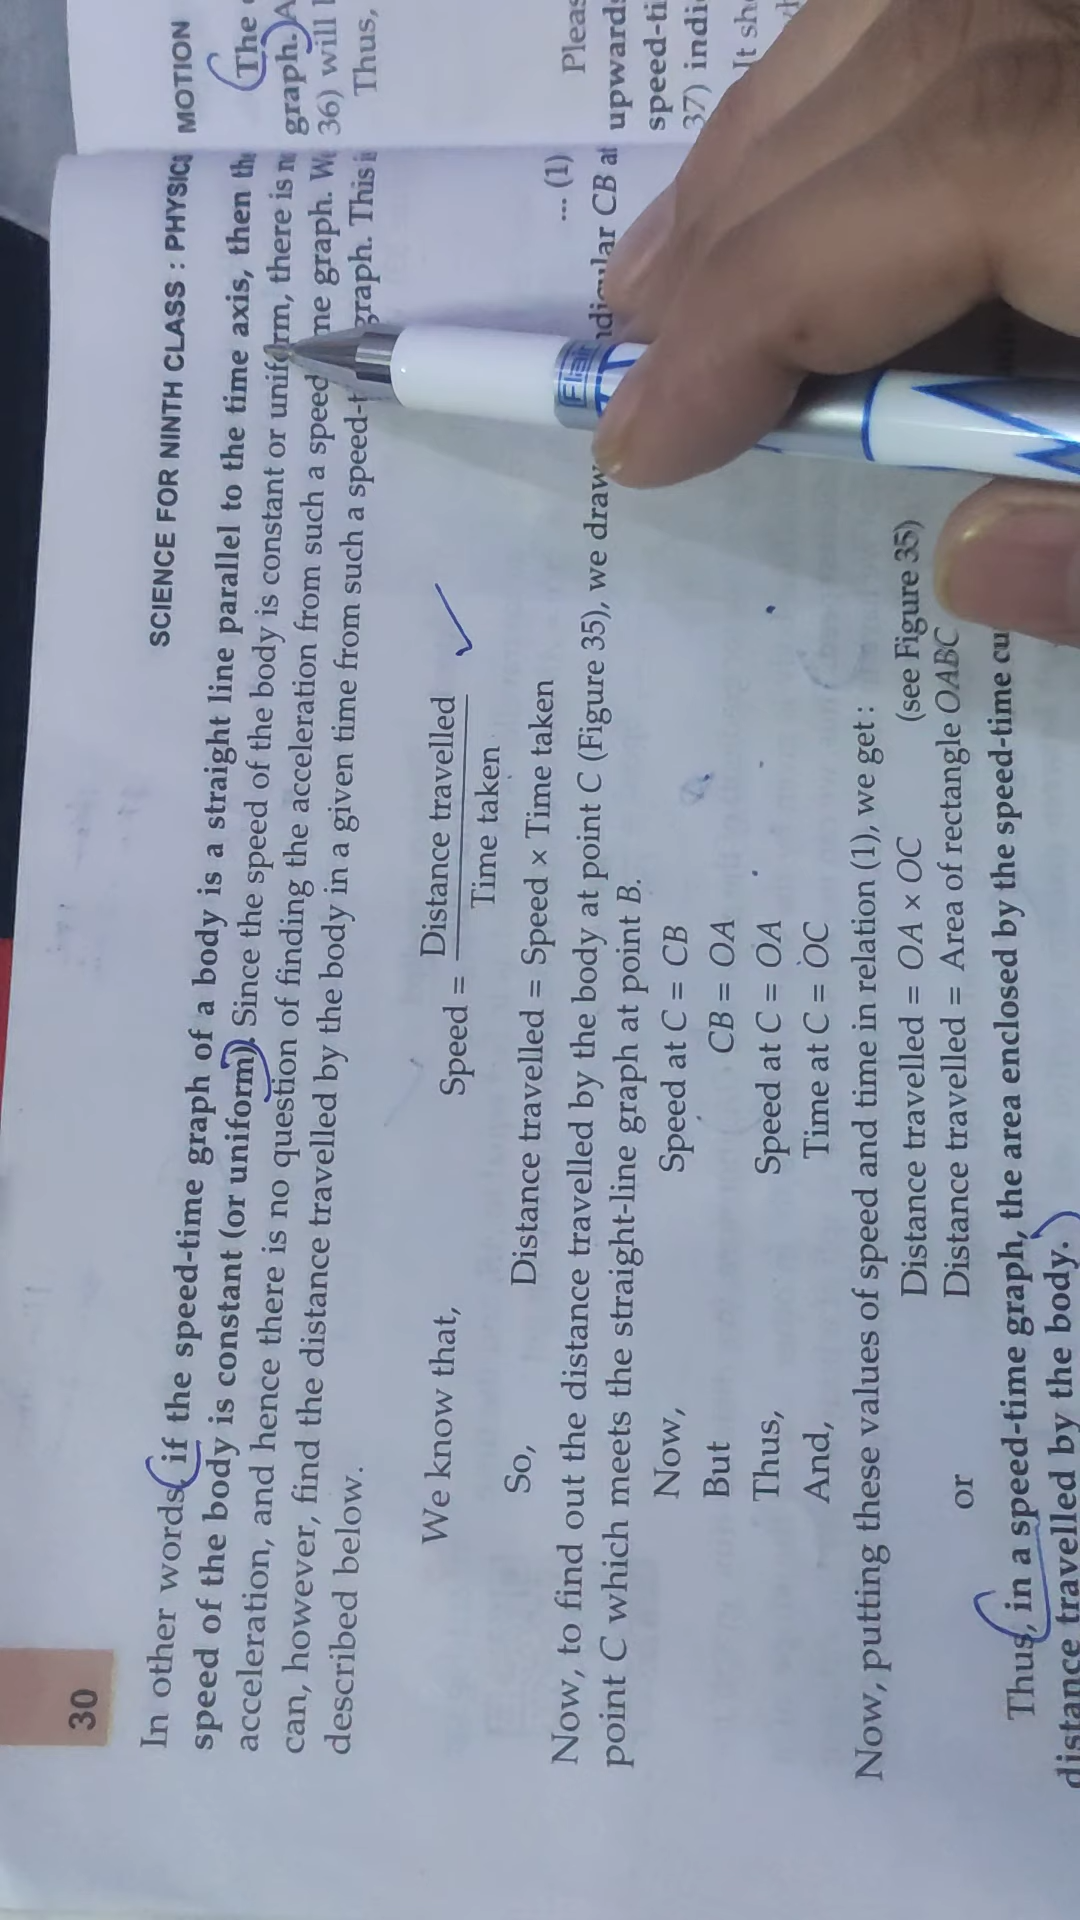 30
SCIENCE FOR NINTH CLASS : PHYSICS
In other words, if the speed-time graph of a body is a straight line parallel to the time axis, then the
speed of the body is constant (or uniform). Since the speed of the body is constant or uniform, there is no
acceleration, and hence there is no question of finding the acceleration from such a speed me graph. We
can, however, find the distance travelled by the body in a given time from such a speed-t graph. This is
described below.
We know that,
Speed = Distance travelled
Time taken
So, Distance travelled = Speed × Time taken ... (1)
Now, to find out the distance travelled by the body at point C (Figure 35), we draw CB at
point C which meets the straight-line graph at point B.
Now, Speed at C = CB
But CB = OA
Thus, Speed at C = OA
And, Time at C = OC
Now, putting these values of speed and time in relation (1), we get :
Distance travelled = OA × OC (see Figure 35)
or Distance travelled = Area of rectangle OABC
Thus, in a speed-time graph, the area enclosed by the speed-time cu
distance travelled by the body.
MOTION
(The
graph.) A
36) will
Thus,
Pleas
upward
speed-ti
37) indi
It sh
Flair